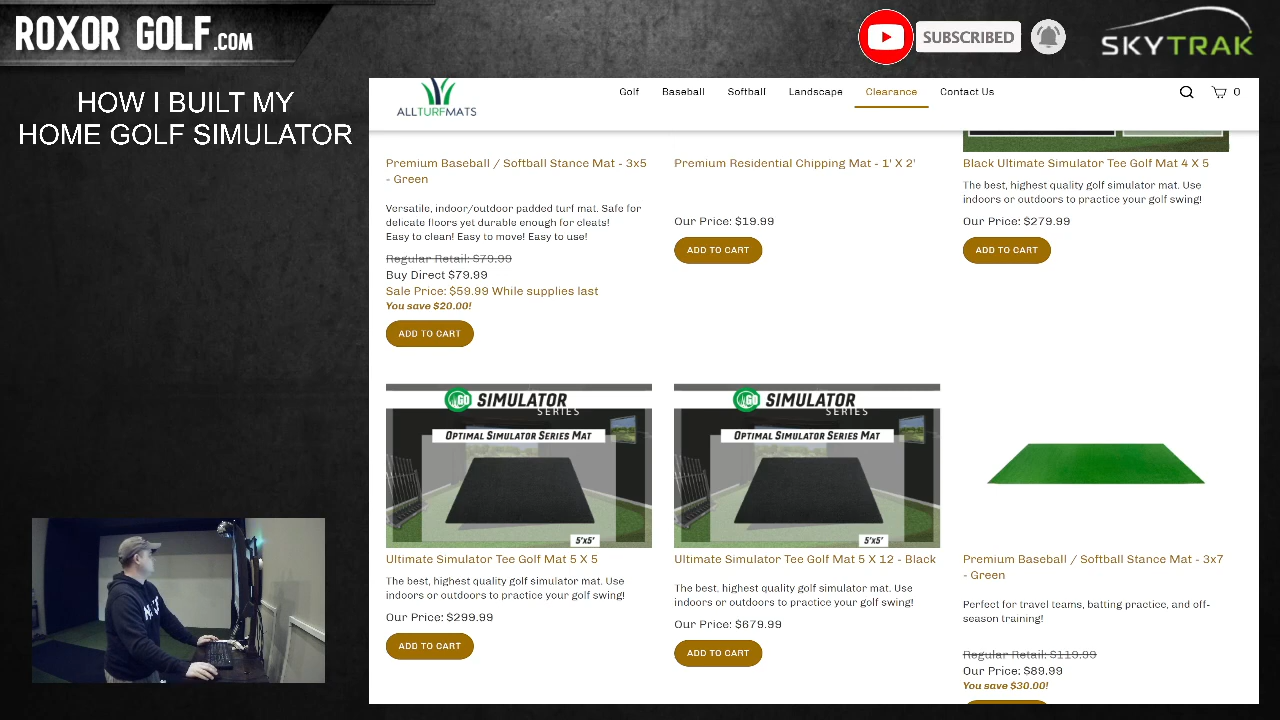 ROXOR GOLF.COM
SUBSCRIBED
SKYTRAK
HOW I BUILT MY
HOME GOLF SIMULATOR
ALLTURFMATS
Golf Baseball Softball Landscape Clearance Contact Us 0
Premium Baseball / Softball Stance Mat - 3x5
- Green
Versatile, indoor/outdoor padded turf mat. Safe for
delicate floors yet durable enough for cleats!
Easy to clean! Easy to move! Easy to use!
Regular Retail: $79.99
Buy Direct $79.99
Sale Price: $59.99 While supplies last
You save $20.00!
ADD TO CART
Premium Residential Chipping Mat - 1' X 2'
Our Price: $19.99
ADD TO CART
Black Ultimate Simulator Tee Golf Mat 4 X 5
The best, highest quality golf simulator mat. Use
indoors or outdoors to practice your golf swing!
Our Price: $279.99
ADD TO CART
GO SIMULATOR
SERIES
OPTIMAL SIMULATOR SERIES MAT
5'x5'
Ultimate Simulator Tee Golf Mat 5 X 5
The best, highest quality golf simulator mat. Use
indoors or outdoors to practice your golf swing!
Our Price: $299.99
ADD TO CART
GO SIMULATOR
SERIES
OPTIMAL SIMULATOR SERIES MAT
5'x5'
Ultimate Simulator Tee Golf Mat 5 X 12 - Black
The best, highest quality golf simulator mat. Use
indoors or outdoors to practice your golf swing!
Our Price: $679.99
ADD TO CART
Premium Baseball / Softball Stance Mat - 3x7
- Green
Perfect for travel teams, batting practice, and off-
season training!
Regular Retail: $119.99
Our Price: $89.99
You save $30.00!